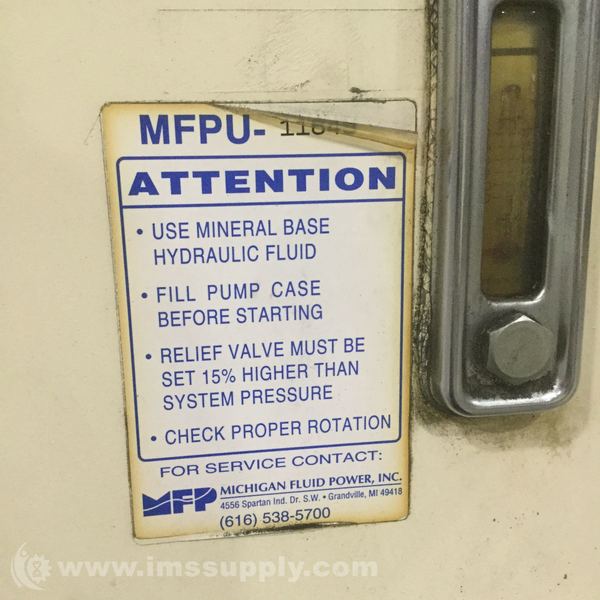 MFPU-
ATTENTION
• USE MINERAL BASE
HYDRAULIC FLUID
• FILL PUMP CASE
BEFORE STARTING
• RELIEF VALVE MUST BE
SET 15% HIGHER THAN
SYSTEM PRESSURE
• CHECK PROPER ROTATION
FOR SERVICE CONTACT:
MFP MICHIGAN FLUID POWER, INC.
4556 Spartan Ind. Dr. S.W. • Grandville, MI 49418
(616) 538-5700
www.imssupply.com